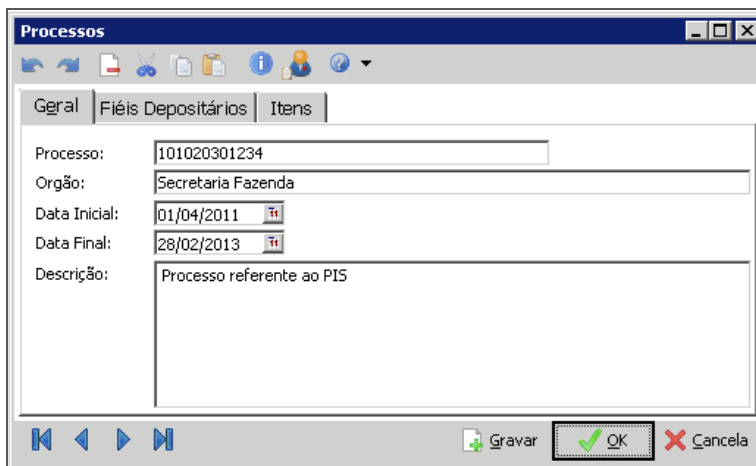 Processos
Geral Fiéis Depositários Itens
Processo: 101020301234
Orgão: Secretaria Fazenda
Data Inicial: 01/04/2011
Data Final: 28/02/2013
Descrição: Processo referente ao PIS
Gravar OK Cancela